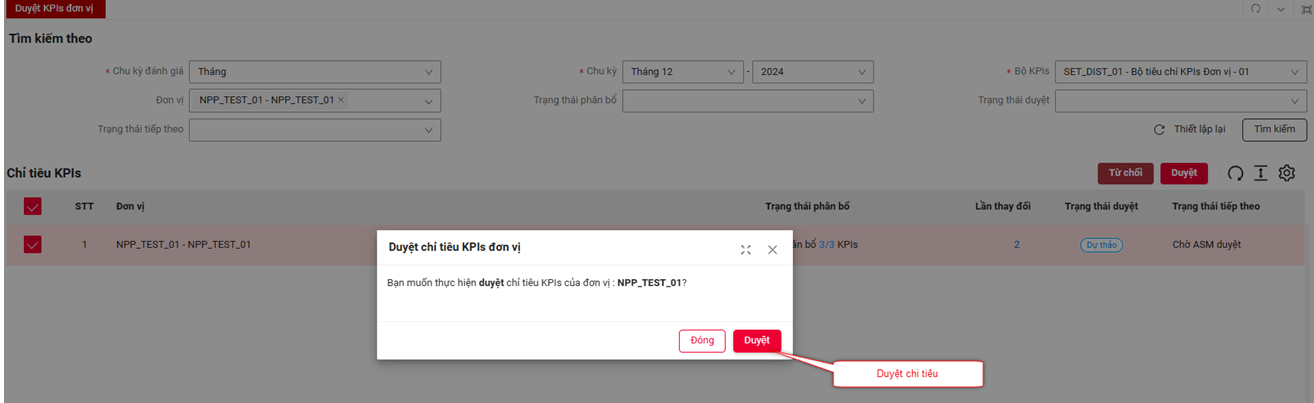 Duyệt KPIs đơn vị
Tìm kiếm theo
* Chu kỳ đánh giá Tháng * Chu kỳ Tháng 12 - 2024 * Bộ KPIs SET_DIST_01 - Bộ tiêu chí KPIs Đơn vị - 01
Đơn vị NPP_TEST_01 - NPP_TEST_01 × Trạng thái phân bổ Trạng thái duyệt
Trạng thái tiếp theo Thiết lập lại Tìm kiếm
Chỉ tiêu KPIs Từ chối Duyệt
STT Đơn vị Trạng thái phân bổ Lần thay đổi Trạng thái duyệt Trạng thái tiếp theo
1 NPP_TEST_01 - NPP_TEST_01 ân bổ 3/3 KPIs 2 Dự thảo Chờ ASM duyệt
Duyệt chỉ tiêu KPIs đơn vị
Bạn muốn thực hiện duyệt chỉ tiêu KPIs của đơn vị : NPP_TEST_01?
Đóng Duyệt
Duyệt chỉ tiêu